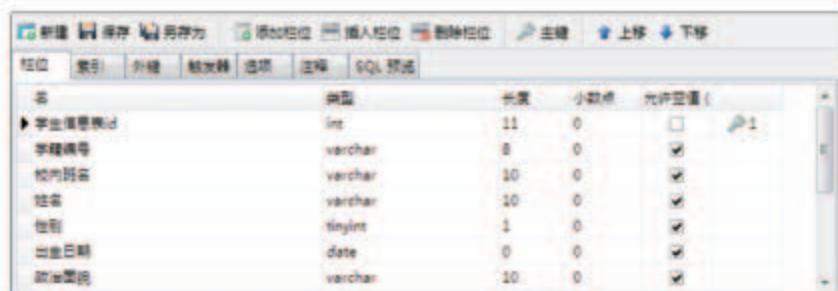 新建 保存 另存为 添加栏位 插入栏位 删除栏位 主键 上移 下移
栏位 索引 外键 触发器 选项 注释 SQL 预览
名 类型 长度 小数点 允许空值 (
学生信息表id int 11 0 1
学籍编号 varchar 8 0
校内班名 varchar 10 0
姓名 varchar 10 0
性别 tinyint 1 0
出生日期 date 0 0
政治面貌 varchar 10 0